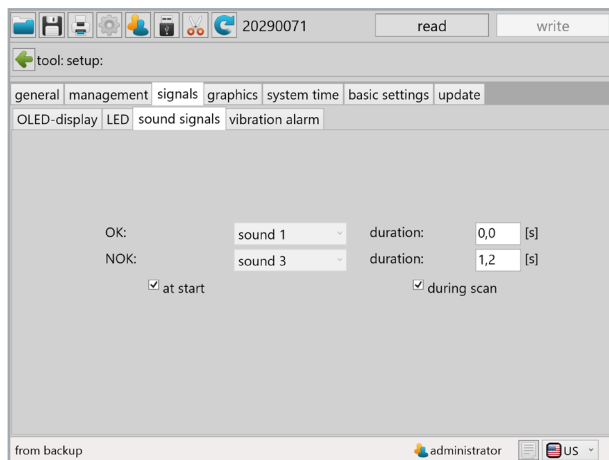 20290071 read write
tool: setup:
general management signals graphics system time basic settings update
OLED-display LED sound signals vibration alarm
OK: sound 1 duration: 0,0 [s]
NOK: sound 3 duration: 1,2 [s]
at start during scan
from backup administrator US